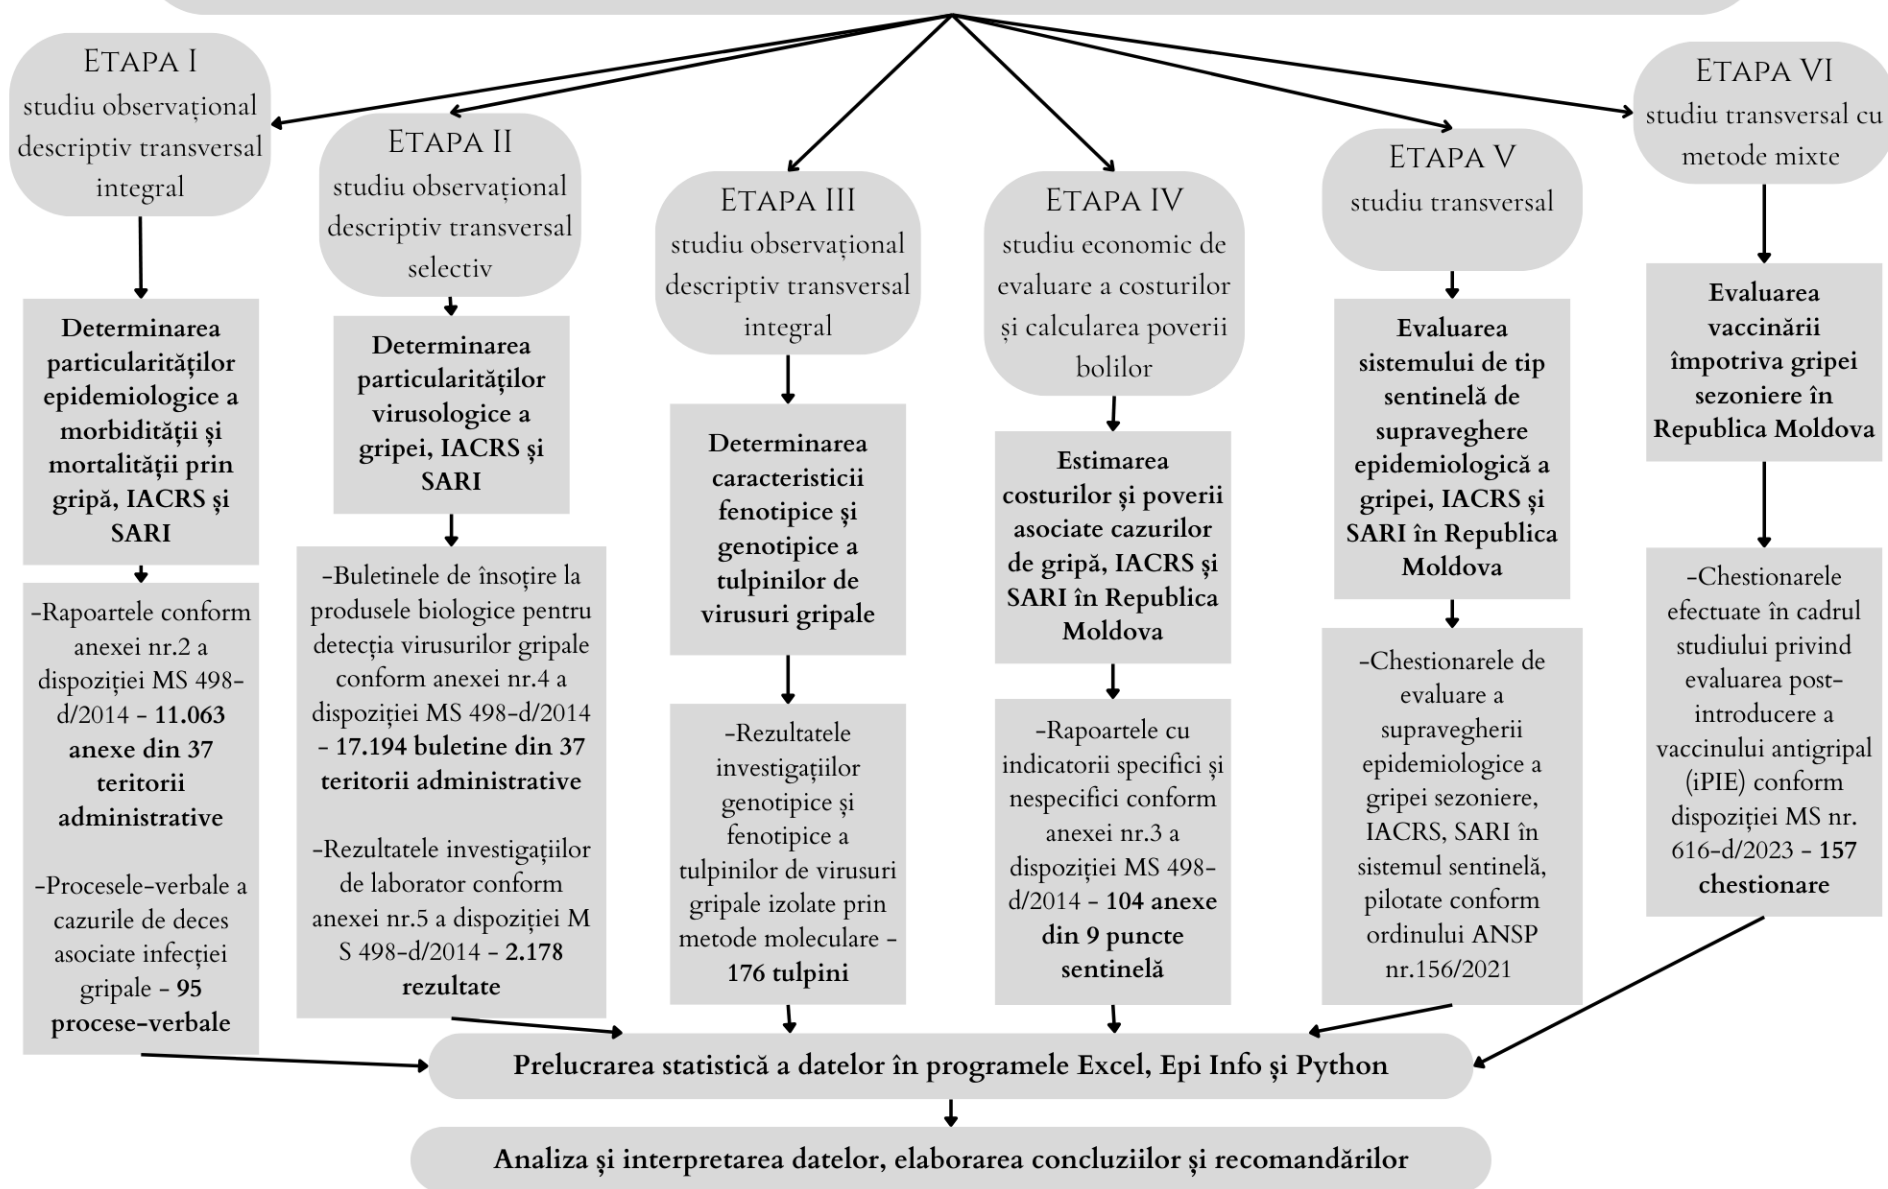 ETAPA I
studiu observațional
descriptiv transversal
integral
Determinarea
particularităților
epidemiologice a
morbidității și
mortalității prin
gripă, IACRS și
SARI
-Rapoartele conform
anexei nr.2 a
dispoziției MS 498-
d/2014 - 11.063
anexe din 37
teritorii
administrative
-Procesele-verbale a
cazurile de deces
asociate infecției
gripale - 95
procese-verbale
ETAPA II
studiu observațional
descriptiv transversal
selectiv
Determinarea
particularităților
virusologice a
gripei, IACRS și
SARI
-Buletinele de însoțire la
produsele biologice pentru
detecția virusurilor gripale
conform anexei nr.4 a
dispoziției MS 498-d/2014
- 17.194 buletine din 37
teritorii administrative
-Rezultatele investigațiilor
de laborator conform
anexei nr.5 a dispoziției M
S 498-d/2014 - 2.178
rezultate
ETAPA III
studiu observațional
descriptiv transversal
integral
Determinarea
caracteristicii
fenotipice și
genotipice a
tulpinilor de
virusuri gripale
-Rezultatele
investigațiilor
genotipice și
fenotipice a
tulpinilor de virusuri
gripale izolate prin
metode moleculare -
176 tulpini
ETAPA IV
studiu economic de
evaluare a costurilor
și calcularea poverii
bolilor
Estimarea
costurilor și poverii
asociate cazurilor
de gripă, IACRS și
SARI în Republica
Moldova
-Rapoartele cu
indicatorii specifici și
nespecifici conform
anexei nr.3 a
dispoziției MS 498-
d/2014 - 104 anexe
din 9 puncte
sentinelă
ETAPA V
studiu transversal
Evaluarea
sistemului de tip
sentinelă de
supraveghere
epidemiologică a
gripei, IACRS și
SARI în Republica
Moldova
-Chestionarele de
evaluare a
supravegherii
epidemiologice a
gripei sezoniere,
IACRS, SARI în
sistemul sentinelă,
pilotate conform
ordinului ANSP
nr.156/2021
ETAPA VI
studiu transversal cu
metode mixte
Evaluarea
vaccinării
împotriva gripei
sezoniere în
Republica Moldova
-Chestionarele
efectuate în cadrul
studiului privind
evaluarea post-
introducere a
vaccinului antigripal
(iPIE) conform
dispoziției MS nr.
616-d/2023 - 157
chestionare
Prelucrarea statistică a datelor în programele Excel, Epi Info și Python
Analiza și interpretarea datelor, elaborarea concluziilor și recomandărilor